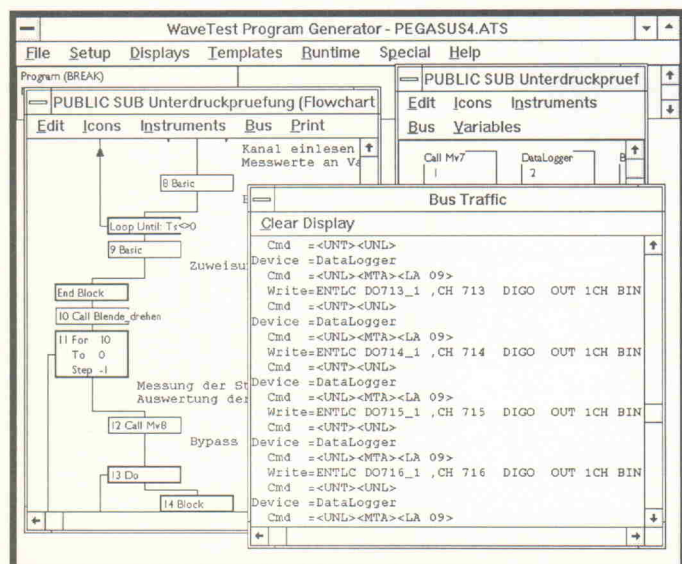 WaveTest Program Generator - PEGASUS4.ATS
File Setup Displays Templates Runtime Special Help
Program (BREAK)
PUBLIC SUB Unterdruckpruefung (Flowchart
Edit Icons Instruments Bus Print
Kanal einlesen
Messwerte an Va
8 Basic
Loop Until: Ts<>0
9 Basic
Zuweisu
End Block
10 Call Blende_drehen
11 For 10
To 0
Step -1
Messung der St
Auswertung der
12 Call Mv8
Bypass
13 Do
14 Block
PUBLIC SUB Unterdruckpruef
Edit Icons Instruments
Bus Variables
Call Mv7
1
DataLogger
2
Bus Traffic
Clear Display
Cmd =<UNT><UNL>
Device =DataLogger
Cmd =<UNL><MTA><LA 09>
Write=ENTLC DO713_1 ,CH 713 DIGO OUT 1CH BIN
Cmd =<UNT><UNL>
Device =DataLogger
Cmd =<UNL><MTA><LA 09>
Write=ENTLC DO714_1 ,CH 714 DIGO OUT 1CH BIN
Cmd =<UNT><UNL>
Device =DataLogger
Cmd =<UNL><MTA><LA 09>
Write=ENTLC DO715_1 ,CH 715 DIGO OUT 1CH BIN
Cmd =<UNT><UNL>
Device =DataLogger
Cmd =<UNL><MTA><LA 09>
Write=ENTLC DO716_1 ,CH 716 DIGO OUT 1CH BIN
Cmd =<UNT><UNL>
Device =DataLogger
Cmd =<UNL><MTA><LA 09>